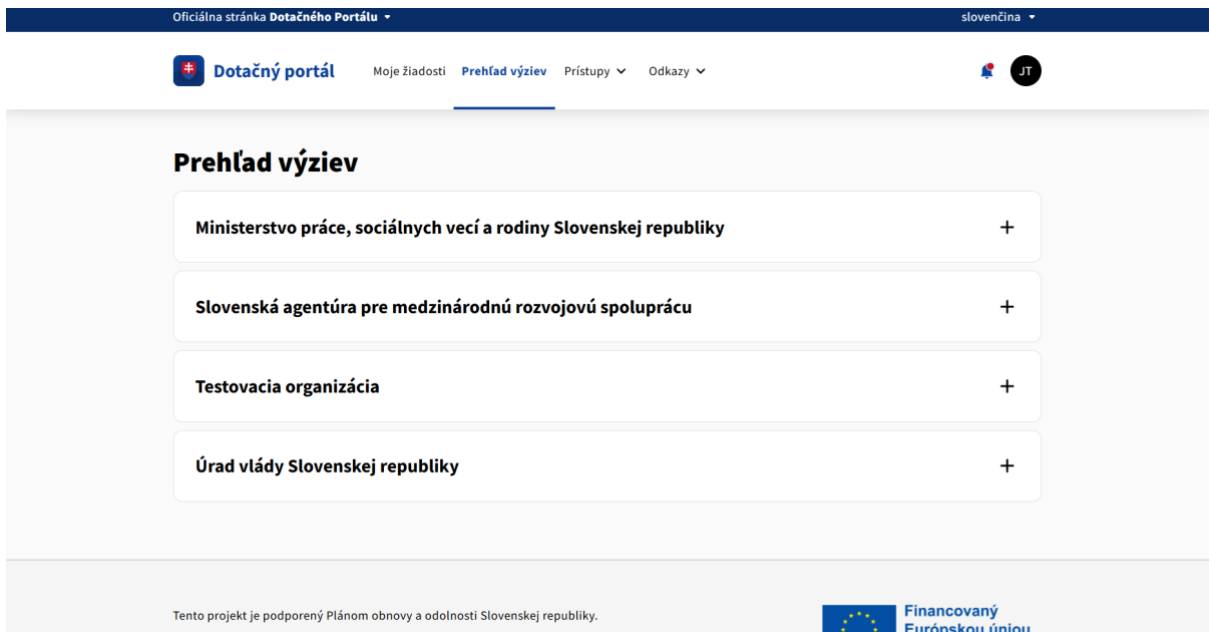 Oficiálna stránka Dotačného Portálu
slovenčina
Dotačný portál
Moje žiadosti
Prehľad výziev
Prístupy
Odkazy
JT
Prehľad výziev
Ministerstvo práce, sociálnych vecí a rodiny Slovenskej republiky
Slovenská agentúra pre medzinárodnú rozvojovú spoluprácu
Testovacia organizácia
Úrad vlády Slovenskej republiky
Tento projekt je podporený Plánom obnovy a odolnosti Slovenskej republiky.
Financovaný
Európskou úniou